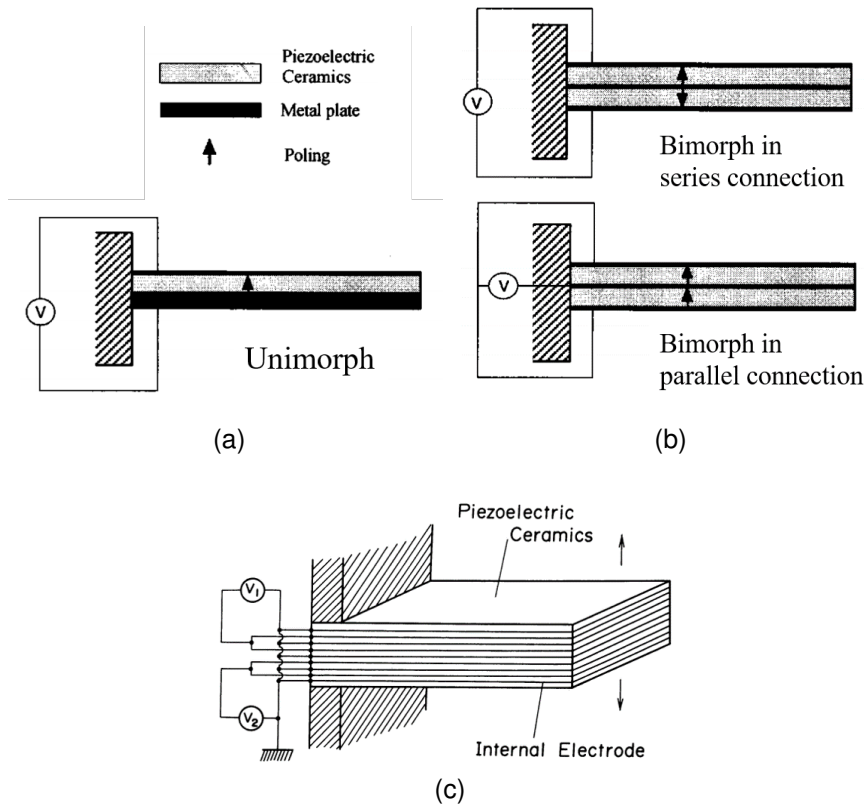 Piezoelectric
Ceramics
Metal plate
Poling
V
Unimorph
(a)
V
Bimorph in
series connection
V
Bimorph in
parallel connection
(b)
Piezoelectric
Ceramics
V1
V2
Internal Electrode
(c)